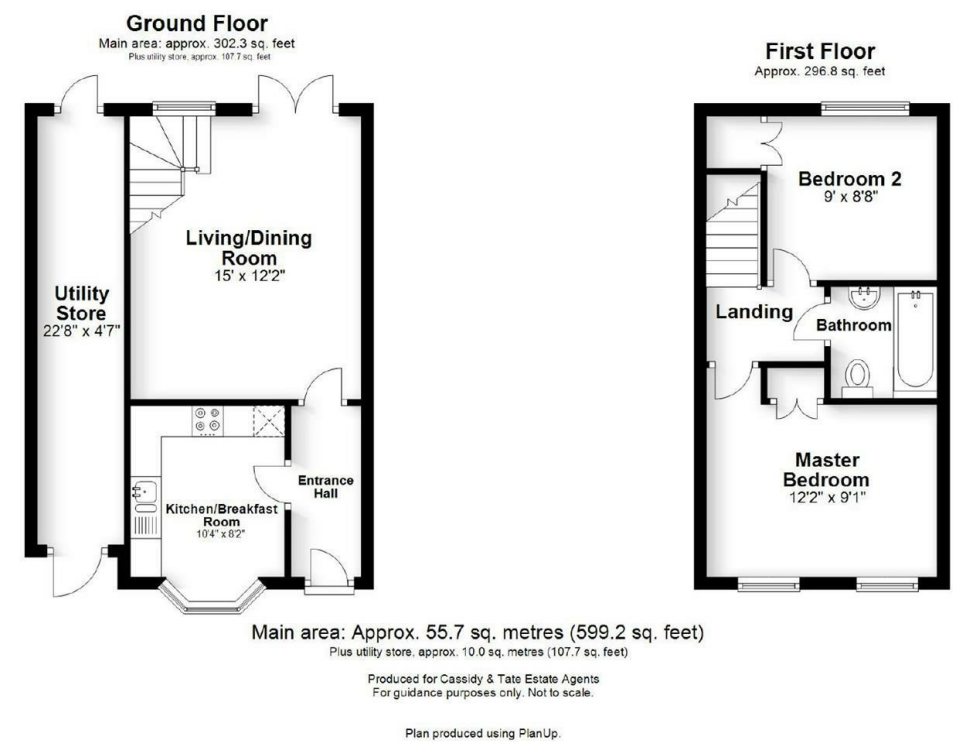 Ground Floor
Main area: approx. 302.3 sq. feet
Plus utility store, approx. 107.7 sq. feet
First Floor
Approx. 296.8 sq. feet
Utility
Store
22'8" x 4'7"
Living/Dining
Room
15' x 12'2"
Kitchen/Breakfast
Room
10'4" x 8'2"
Entrance
Hall
Bedroom 2
9' x 8'8"
Landing
Bathroom
Master
Bedroom
12'2" x 9'1"
Main area: Approx. 55.7 sq. metres (599.2 sq. feet)
Plus utility store, approx. 10.0 sq. metres (107.7 sq. feet)
Produced for Cassidy & Tate Estate Agents
For guidance purposes only. Not to scale.
Plan produced using PlanUp.